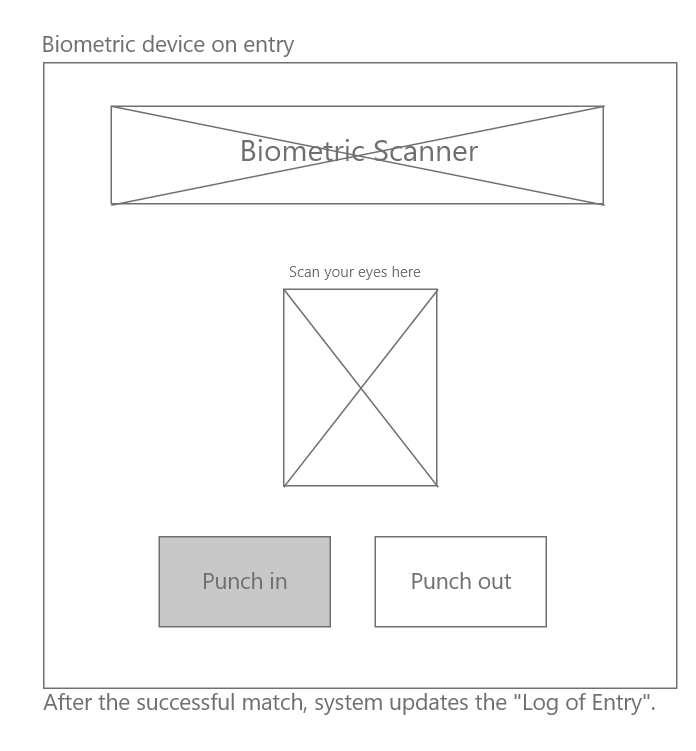 Biometric device on entry
Biometric Scanner
Scan your eyes here
Punch in
Punch out
After the successful match, system updates the "Log of Entry".